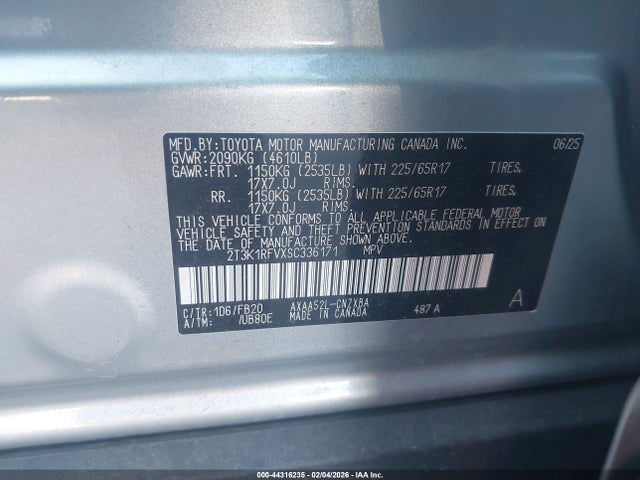 MFD.BY:TOYOTA MOTOR MANUFACTURING CANADA INC. 06/25
GVWR:2090KG (4610LB)
GAWR:FRT. 1150KG (2535LB) WITH 225/65R17 TIRES,
17X7.0J RIMS.
RR. 1150KG (2535LB) WITH 225/65R17 TIRES,
17X7.0J RIMS.
THIS VEHICLE CONFORMS TO ALL APPLICABLE FEDERAL MOTOR
VEHICLE SAFETY AND THEFT PREVENTION STANDARDS IN EFFECT ON
THE DATE OF MANUFACTURE SHOWN ABOVE.
2T3K1RFVXSC336171 MPV
C/TR:1D6/FB20 AXAA52L-CNZXBA 487 A A
A/TM: /UB80E MADE IN CANADA
000-44316235 - 02/04/2026 - IAA Inc.